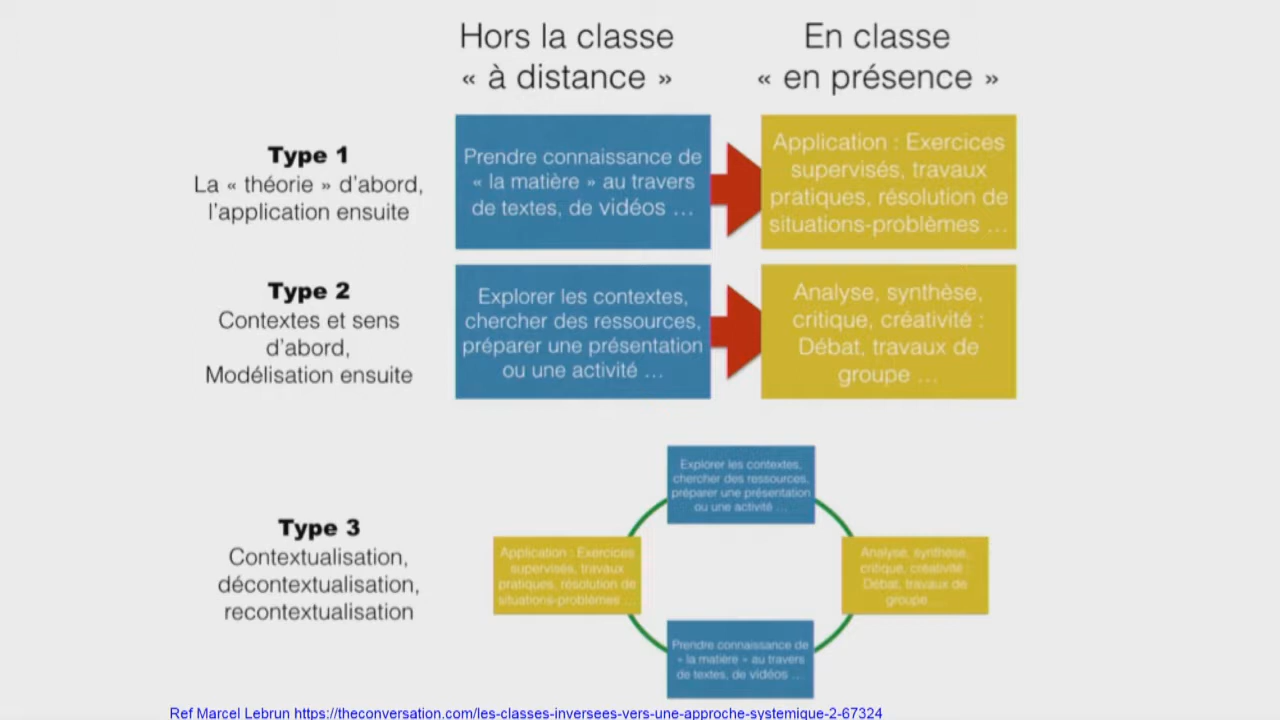 Hors la classe
« à distance »
En classe
« en présence »
Type 1
La « théorie » d’abord,
l’application ensuite
Prendre connaissance de
« la matière » au travers
de textes, de vidéos ...
Application : Exercices
supervisés, travaux
pratiques, résolution de
situations-problèmes ...
Type 2
Contextes et sens
d’abord,
Modélisation ensuite
Explorer les contextes,
chercher des ressources,
préparer une présentation
ou une activité ...
Analyse, synthèse,
critique, créativité :
Débat, travaux de
groupe ...
Type 3
Contextualisation,
décontextualisation,
recontextualisation
Explorer les contextes,
chercher des ressources,
préparer une présentation
ou une activité ...
Application : Exercices
supervisés, travaux
pratiques, résolution de
situations-problèmes ...
Analyse, synthèse,
critique, créativité :
Débat, travaux de
groupe ...
Prendre connaissance de
« la matière » au travers
de textes, de vidéos ...
Ref Marcel Lebrun https://theconversation.com/les-classes-inversees-vers-une-approche-systemique-2-67324